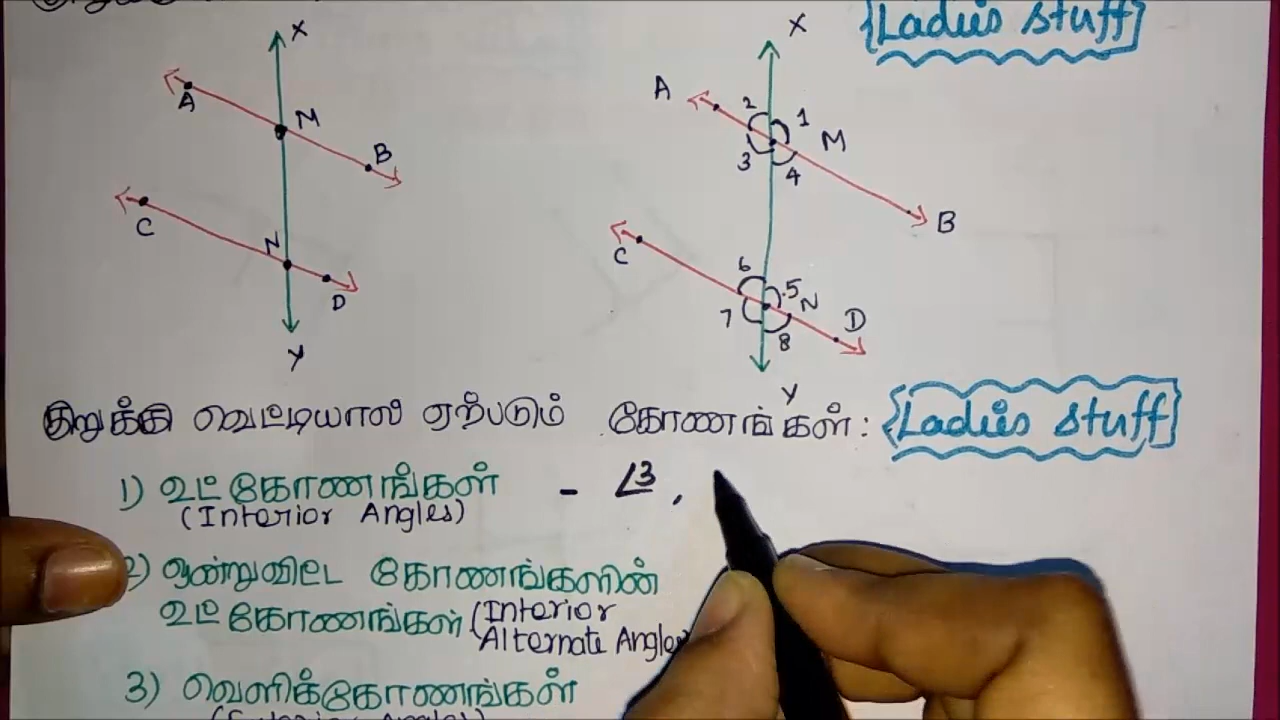 {Ladies stuff}
X
A
M
B
C
N
D
Y
X
A
2
1
M
3
4
B
C
6
5
N
7
8
D
Y
குறுக்கு வெட்டியால் ஏற்படும் கோணங்கள்: {Ladies stuff}
1) உட்கோணங்கள் - ∠3,
(Interior Angles)
2) ஒன்றுவிட்ட கோணங்களின்
உட்கோணங்கள் (Interior
Alternate Angles)
3) வெளிக்கோணங்கள்